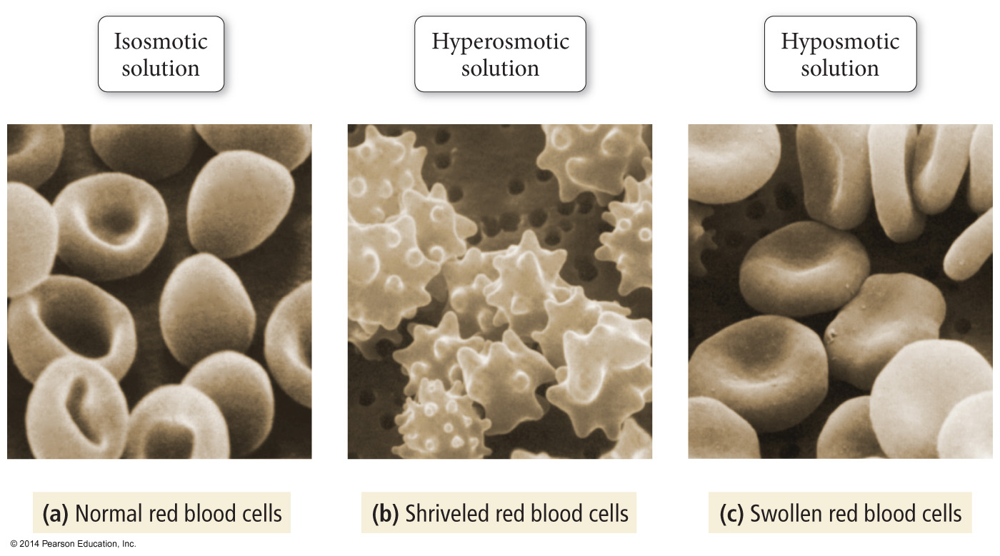 Isosmotic
solution
Hyperosmotic
solution
Hyposmotic
solution
(a) Normal red blood cells
(b) Shriveled red blood cells
(c) Swollen red blood cells
© 2014 Pearson Education, Inc.